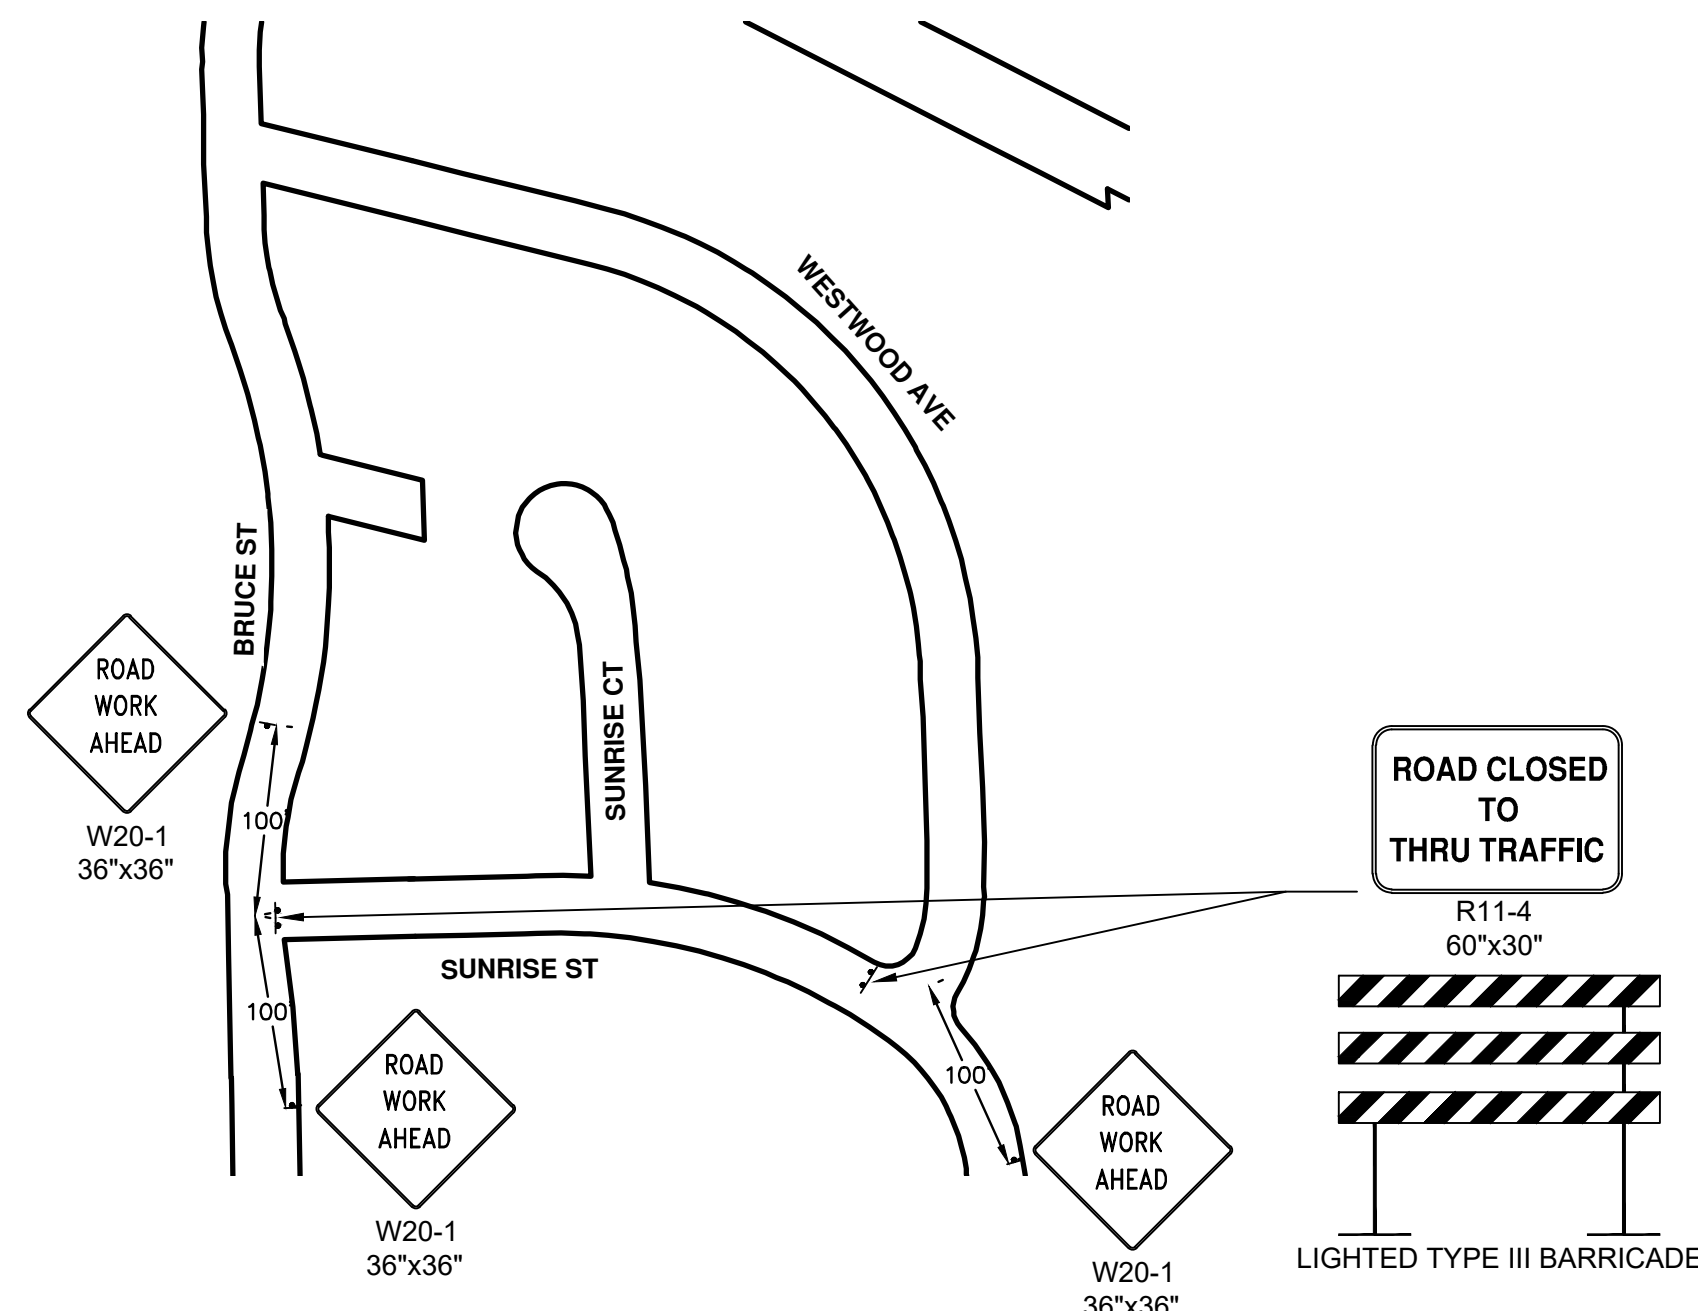 WESTWOOD AVE
BRUCE ST
ROAD
WORK
AHEAD
W20-1
36"x36"
SUNRISE CT
100'
ROAD CLOSED
TO
THRU TRAFFIC
R11-4
60"x30"
SUNRISE ST
100'
ROAD
WORK
AHEAD
W20-1
36"x36"
100'
ROAD
WORK
AHEAD
W20-1
36"x36"
LIGHTED TYPE III BARRICADE